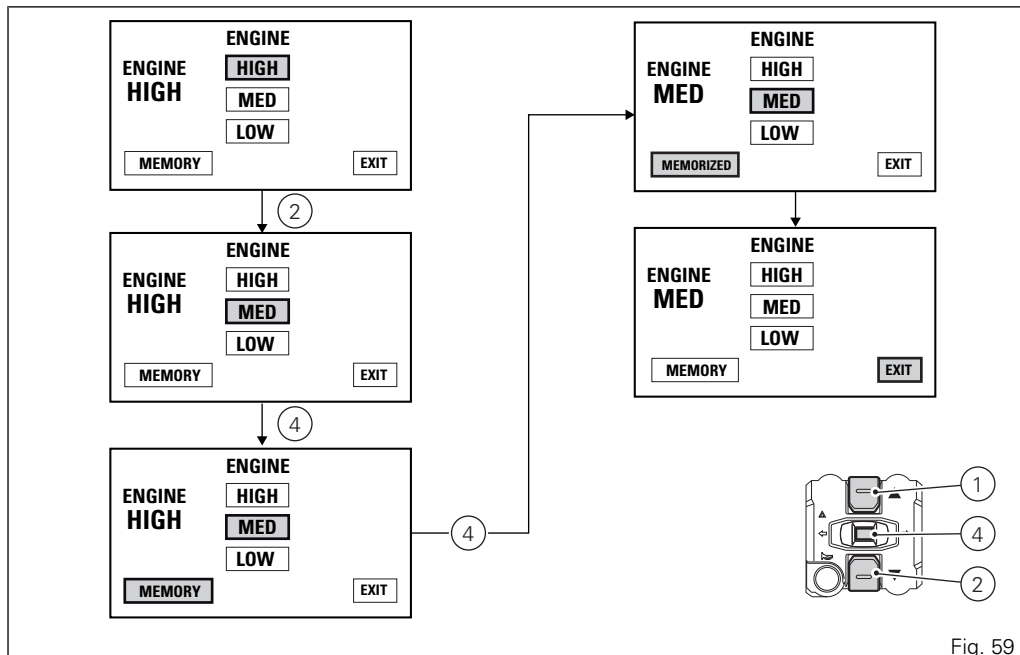 ENGINE
ENGINE
HIGH
HIGH
MED
LOW
MEMORY
EXIT
2
ENGINE
ENGINE
HIGH
HIGH
MED
LOW
MEMORY
EXIT
4
ENGINE
ENGINE
HIGH
HIGH
MED
LOW
MEMORY
EXIT
4
ENGINE
ENGINE
MED
HIGH
MED
LOW
MEMORIZED
EXIT
ENGINE
ENGINE
MED
HIGH
MED
LOW
MEMORY
EXIT
1
4
2
Fig. 59